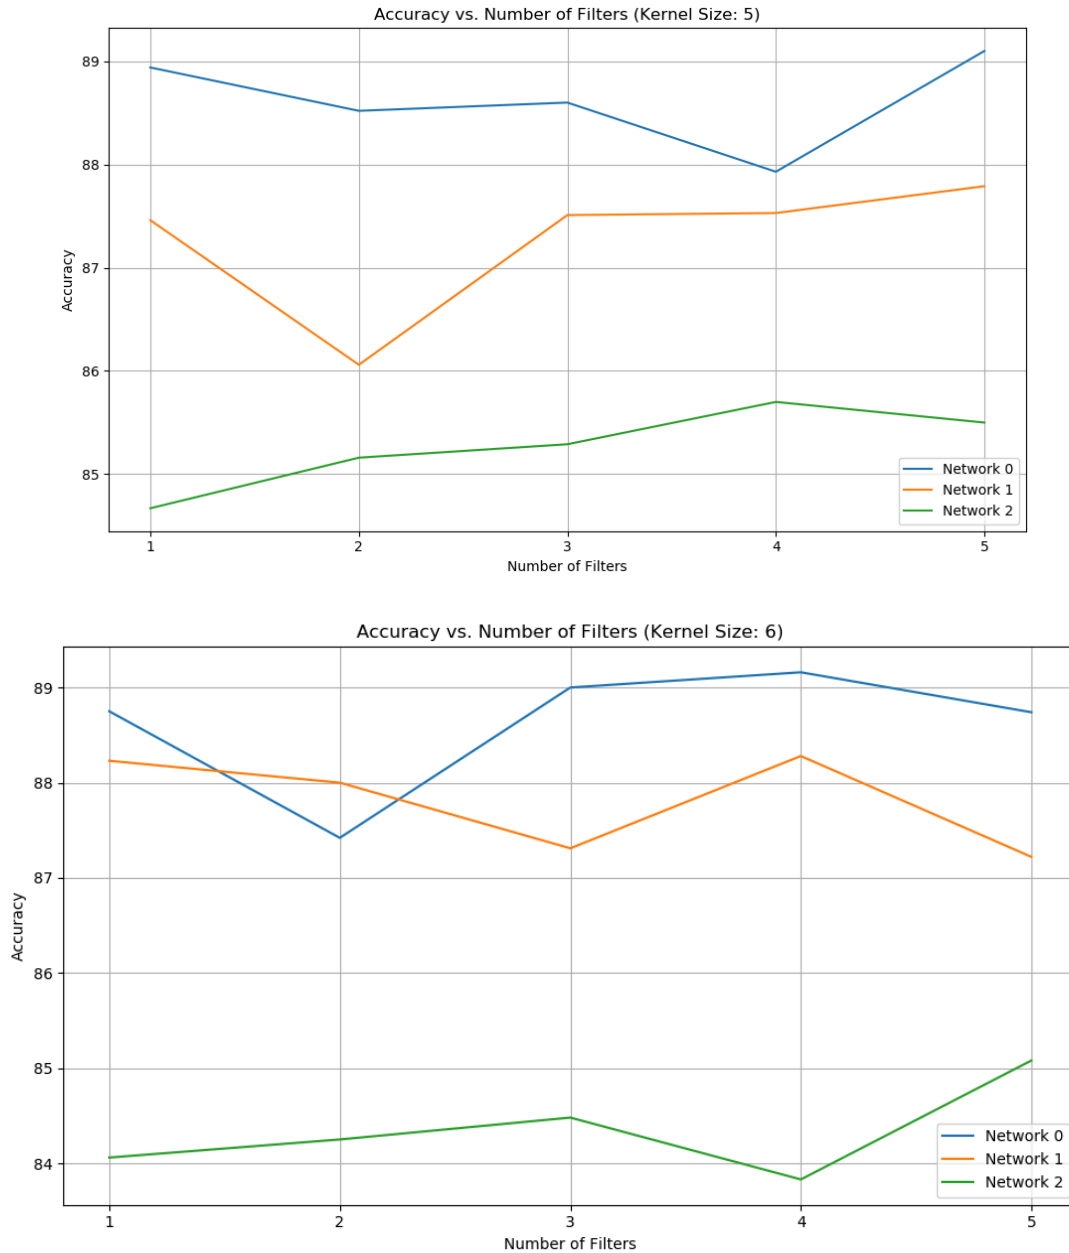 Accuracy vs. Number of Filters (Kernel Size: 5)
89
88
87
86
85
Accuracy
Network 0
Network 1
Network 2
1 2 3 4 5
Number of Filters
Accuracy vs. Number of Filters (Kernel Size: 6)
89
88
87
86
85
84
Accuracy
Network 0
Network 1
Network 2
1 2 3 4 5
Number of Filters